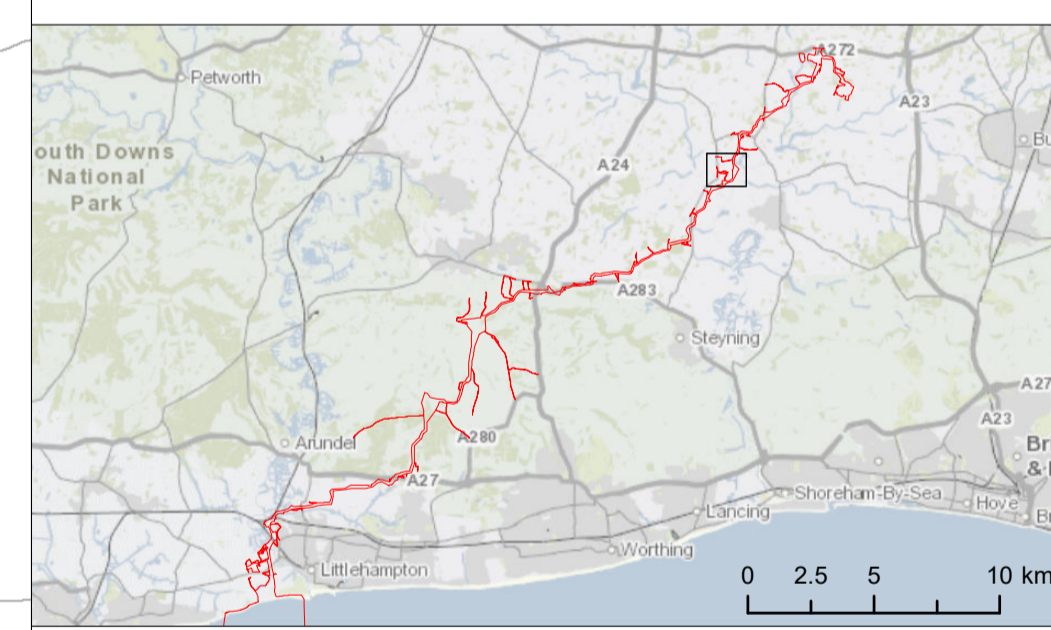 A272
Petworth
A23
Bu
outh Downs
National
Park
A24
A283
Steyning
A27
A23
Arundel
A280
Br
& H
A27
Shoreham-By-Sea
Hove
Br
Lancing
Worthing
Littlehampton
0 2.5 5 10 km